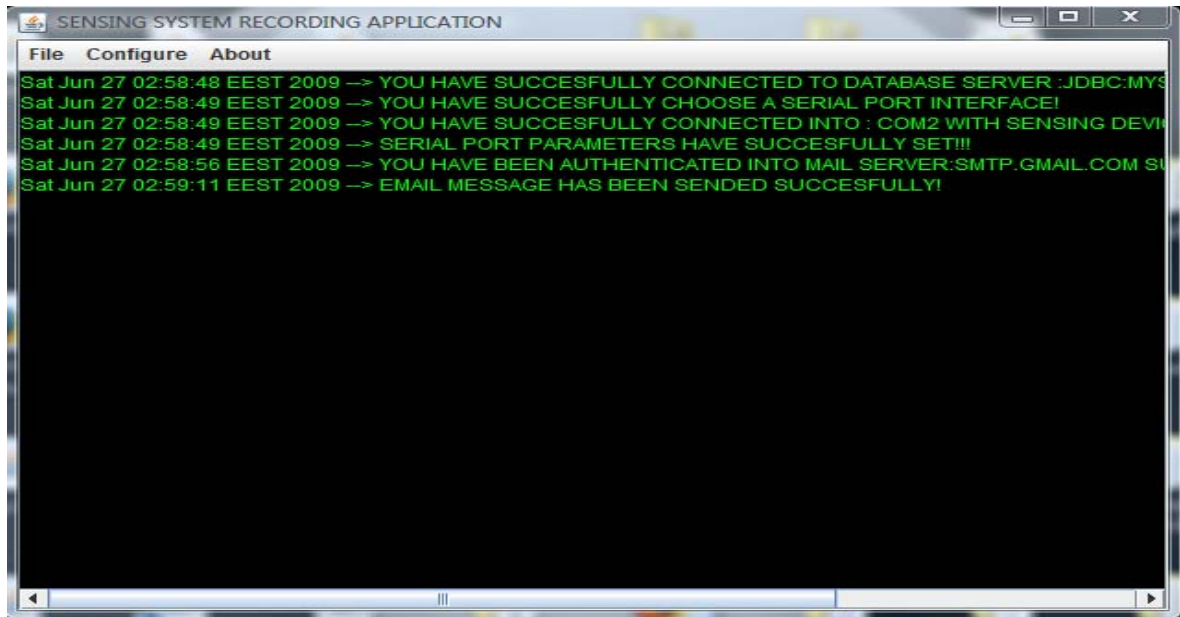 SENSING SYSTEM RECORDING APPLICATION
File Configure About
Sat Jun 27 02:58:48 EEST 2009 --> YOU HAVE SUCCESFULLY CONNECTED TO DATABASE SERVER :JDBC:MYS
Sat Jun 27 02:58:49 EEST 2009 --> YOU HAVE SUCCESFULLY CHOOSE A SERIAL PORT INTERFACE!
Sat Jun 27 02:58:49 EEST 2009 --> YOU HAVE SUCCESFULLY CONNECTED INTO : COM2 WITH SENSING DEVI
Sat Jun 27 02:58:49 EEST 2009 --> SERIAL PORT PARAMETERS HAVE SUCCESFULLY SET!!!
Sat Jun 27 02:58:56 EEST 2009 --> YOU HAVE BEEN AUTHENTICATED INTO MAIL SERVER:SMTP.GMAIL.COM SU
Sat Jun 27 02:59:11 EEST 2009 --> EMAIL MESSAGE HAS BEEN SENDED SUCCESFULLY!